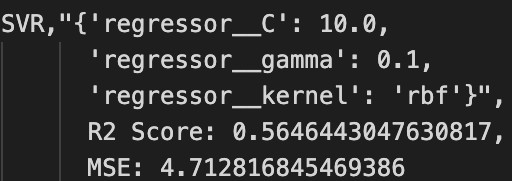 SVR,"{'regressor__C': 10.0,
'regressor__gamma': 0.1,
'regressor__kernel': 'rbf'}",
R2 Score: 0.5646443047630817,
MSE: 4.712816845469386